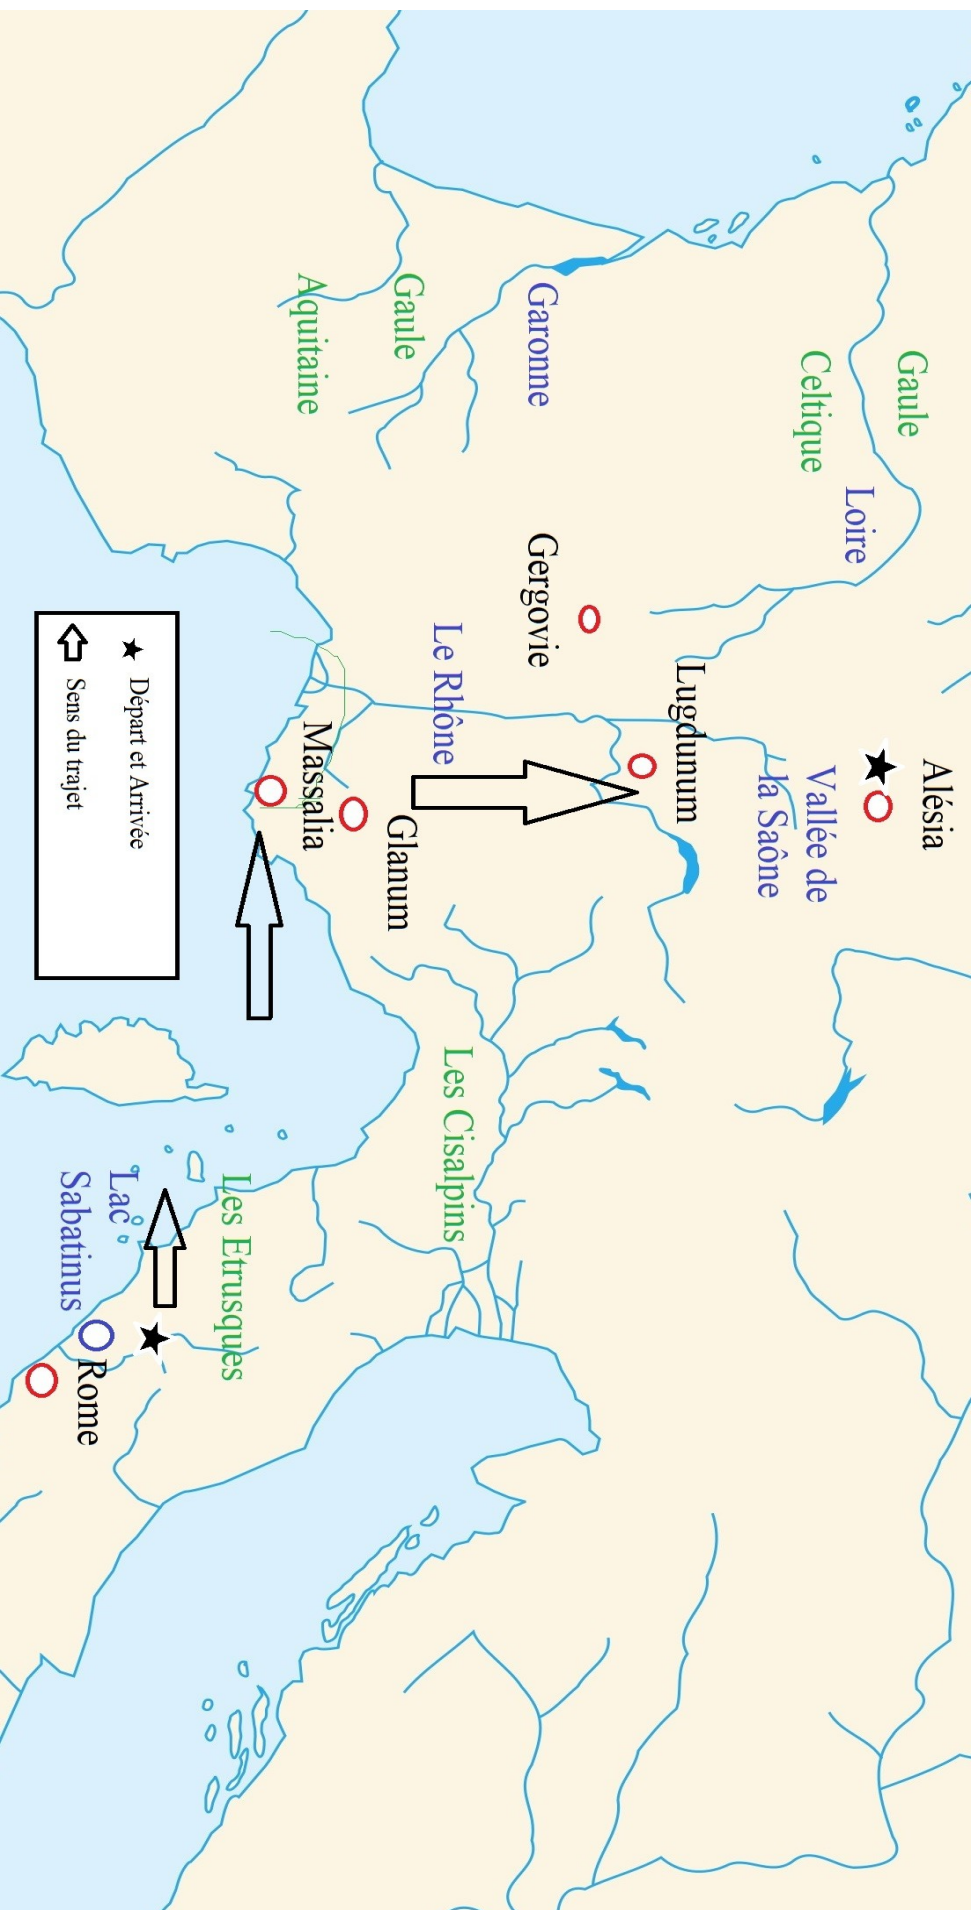 Alésia
Gaule
Celtique
Loire
Vallée de
la Saône
Lugdunum
Garonne
Gergovie
Le Rhône
Gaule
Aquitaine
Glanum
Massalia
Les Cisalpins
Les Etrusques
Lac
Sabatinus
Rome
Départ et Arrivée
Sens du trajet